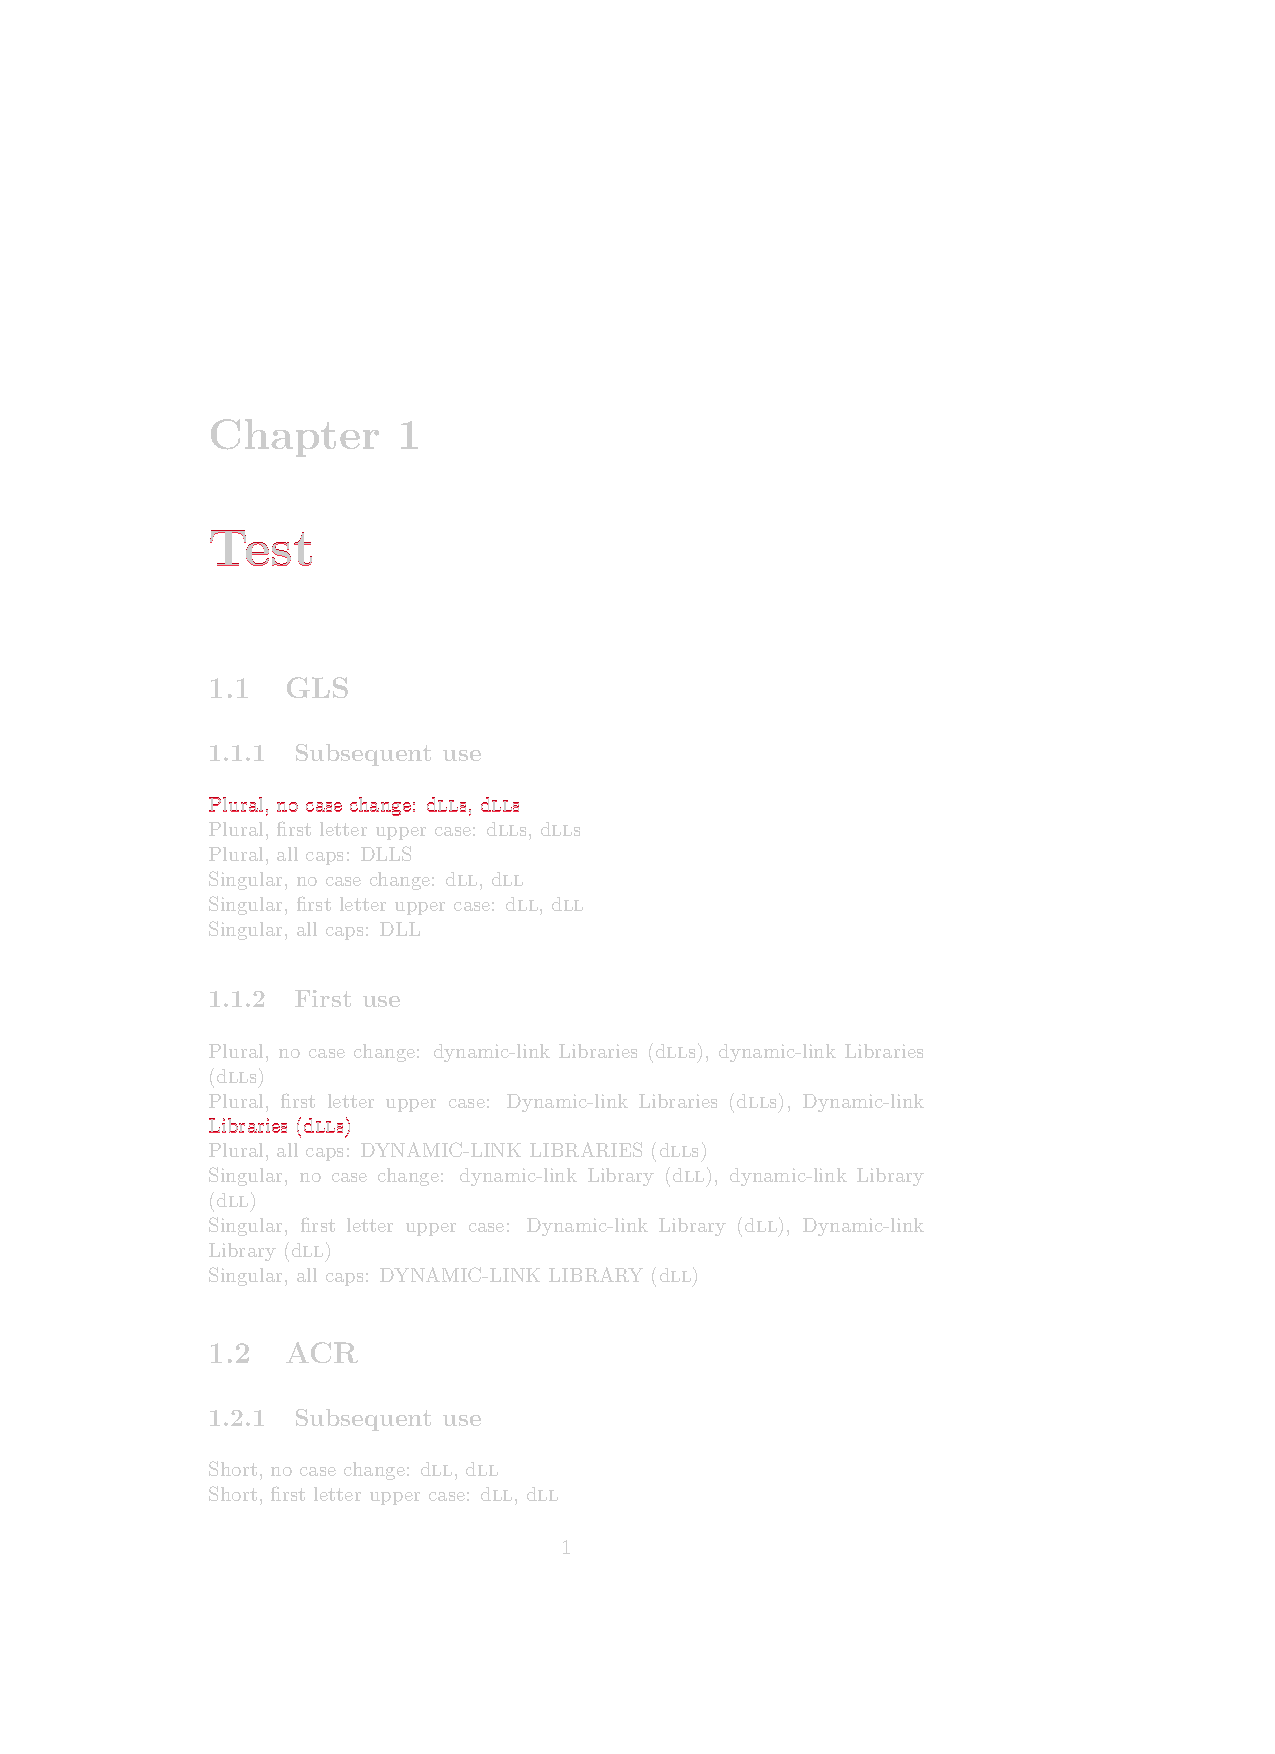 Chapter 1
Test
1.1 GLS
1.1.1 Subsequent use
Plural, no case change: dLLs, dLLs
Plural, first letter upper case: dLLs, dLLs
Plural, all caps: DLLS
Singular, no case change: dLL, dLL
Singular, first letter upper case: dLL, dLL
Singular, all caps: DLL
1.1.2 First use
Plural, no case change: dynamic-link Libraries (dLLs), dynamic-link Libraries
(dLLs)
Plural, first letter upper case: Dynamic-link Libraries (dLLs), Dynamic-link
Libraries (dLLs)
Plural, all caps: DYNAMIC-LINK LIBRARIES (dLLs)
Singular, no case change: dynamic-link Library (dLL), dynamic-link Library
(dLL)
Singular, first letter upper case: Dynamic-link Library (dLL), Dynamic-link
Library (dLL)
Singular, all caps: DYNAMIC-LINK LIBRARY (dLL)
1.2 ACR
1.2.1 Subsequent use
Short, no case change: dLL, dLL
Short, first letter upper case: dLL, dLL
1